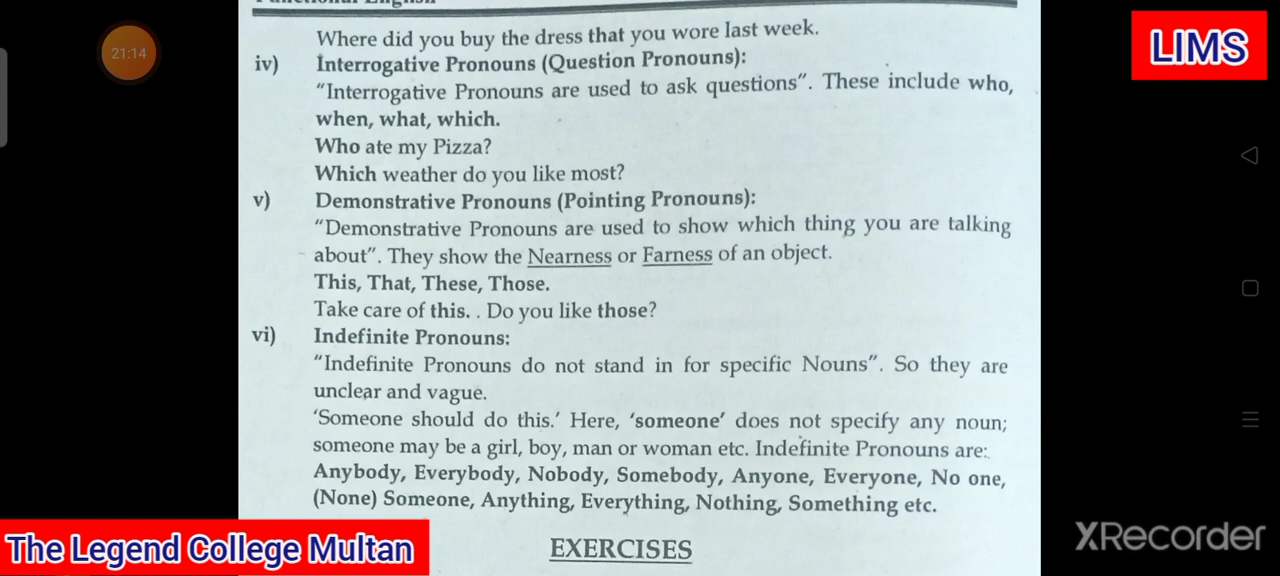 Functional English
Where did you buy the dress that you wore last week.
iv) Interrogative Pronouns (Question Pronouns):
"Interrogative Pronouns are used to ask questions". These include who,
when, what, which.
Who ate my Pizza?
Which weather do you like most?
v) Demonstrative Pronouns (Pointing Pronouns):
"Demonstrative Pronouns are used to show which thing you are talking
about". They show the Nearness or Farness of an object.
This, That, These, Those.
Take care of this. . Do you like those?
vi) Indefinite Pronouns:
"Indefinite Pronouns do not stand in for specific Nouns". So they are
unclear and vague.
'Someone should do this.' Here, 'someone' does not specify any noun;
someone may be a girl, boy, man or woman etc. Indefinite Pronouns are:
Anybody, Everybody, Nobody, Somebody, Anyone, Everyone, No one,
(None) Someone, Anything, Everything, Nothing, Something etc.
EXERCISES
21:14
LIMS
The Legend College Multan
XRecorder